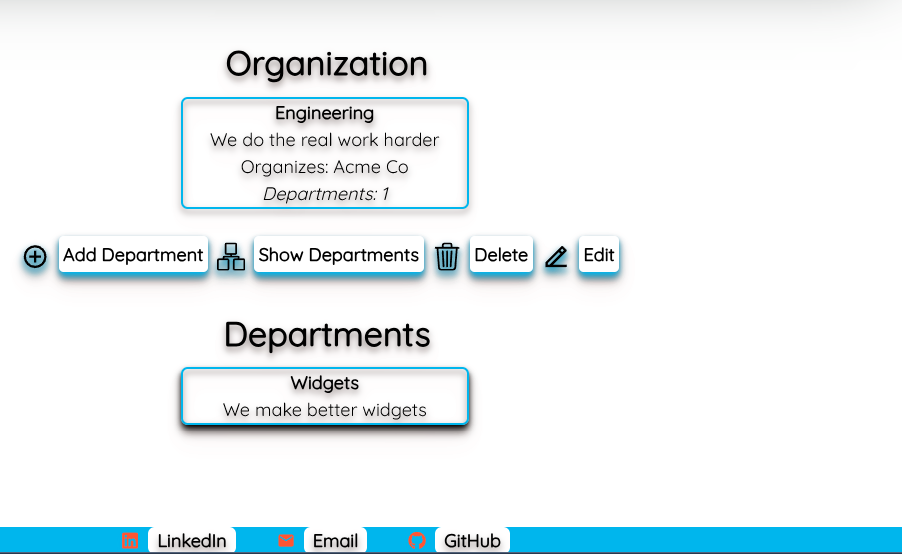 Organization
Engineering
We do the real work harder
Organizes: Acme Co
Departments: 1
Add Department Show Departments Delete Edit
Departments
Widgets
We make better widgets
LinkedIn Email GitHub